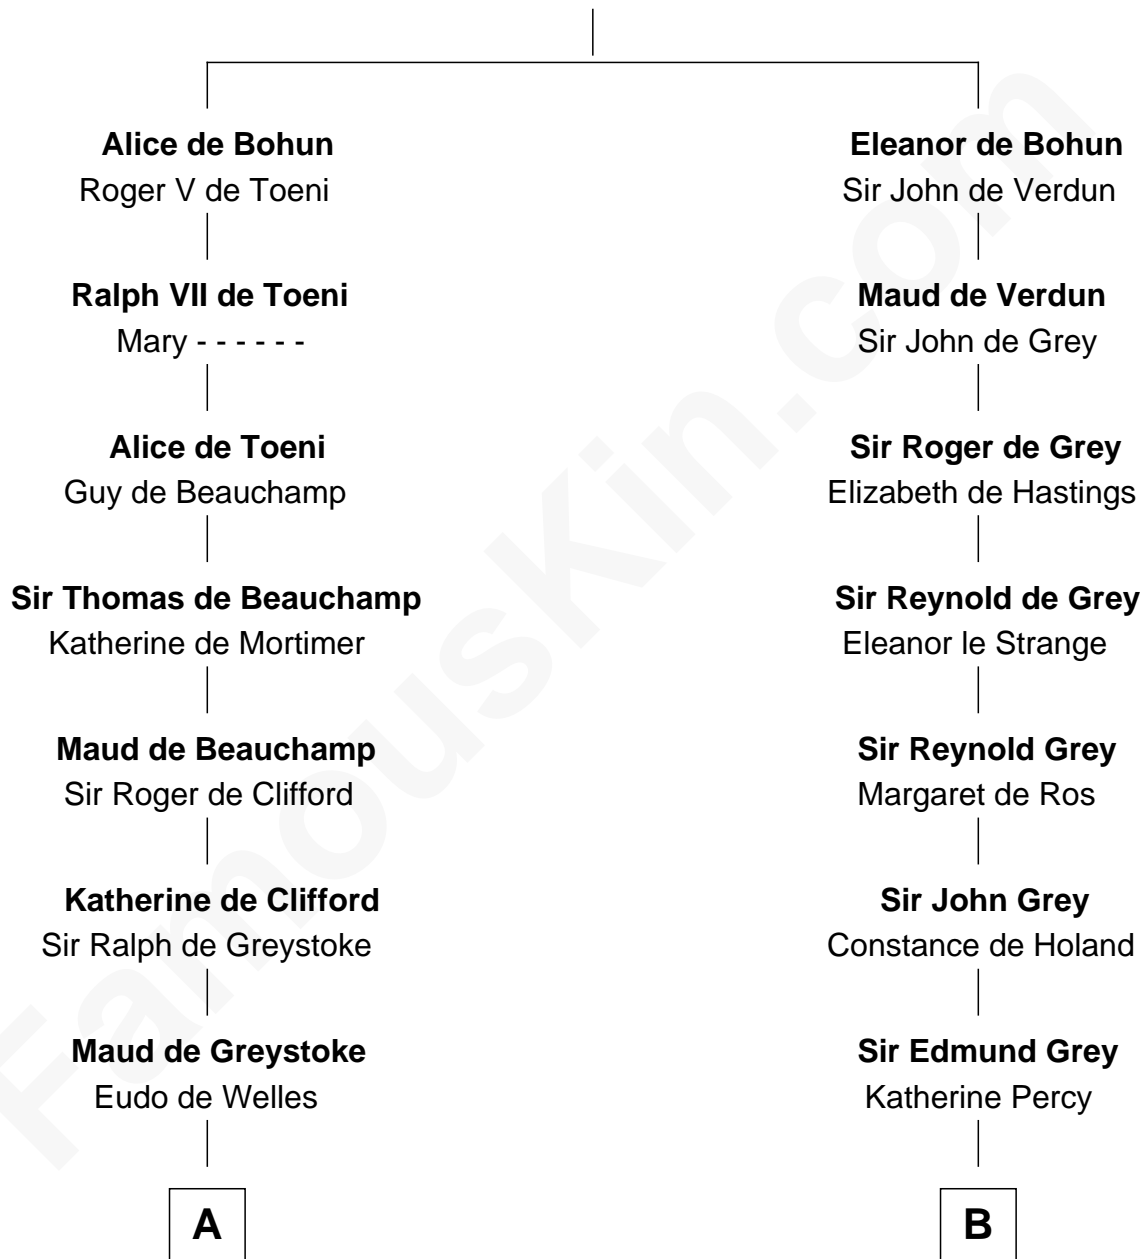 Alice de Bohun
Roger V de Toeni
Ralph VII de Toeni
Mary - - - - - -
Alice de Toeni
Guy de Beauchamp
Sir Thomas de Beauchamp
Katherine de Mortimer
Maud de Beauchamp
Sir Roger de Clifford
Katherine de Clifford
Sir Ralph de Greystoke
Maud de Greystoke
Eudo de Welles
A
Eleanor de Bohun
Sir John de Verdun
Maud de Verdun
Sir John de Grey
Sir Roger de Grey
Elizabeth de Hastings
Sir Reynold de Grey
Eleanor le Strange
Sir Reynold Grey
Margaret de Ros
Sir John Grey
Constance de Holand
Sir Edmund Grey
Katherine Percy
B
FamousKin.com